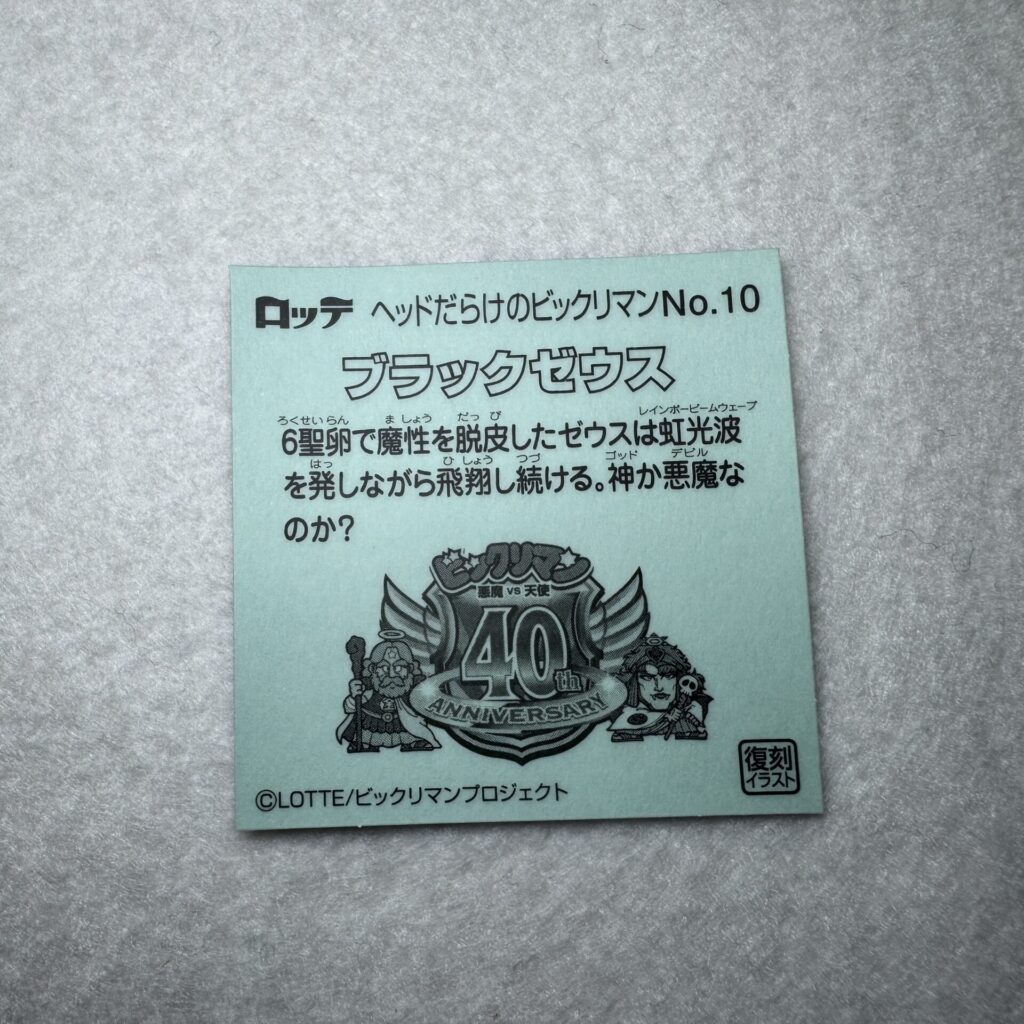 ロッテ ヘッドだらけのビックリマンNo.10
ブラックゼウス
ろくせいらん ましょう だっぴ レインボービームウェーブ
6聖卵で魔性を脱皮したゼウスは虹光波
はっ ひしょう つづ ゴッド デビル
を発しながら飛翔し続ける。神か悪魔な
のか?
ビックリマン
悪魔 VS 天使
40th
ANNIVERSARY
復刻
イラスト
©LOTTE/ビックリマンプロジェクト